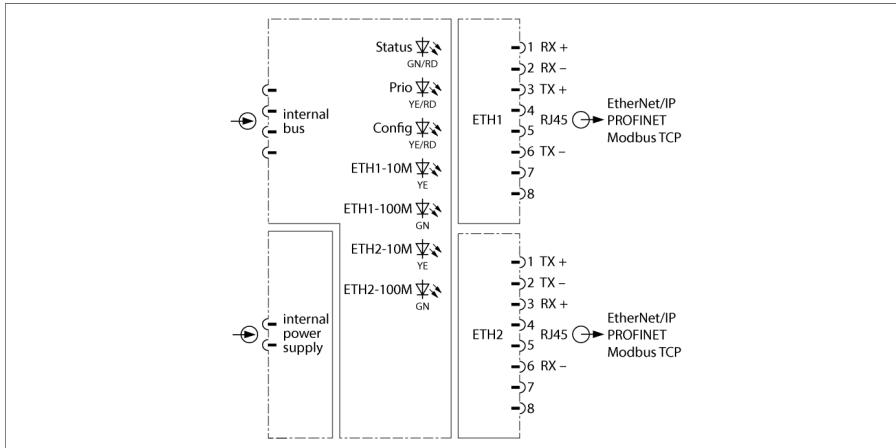 Status
GN/RD
Prio
YE/RD
Config
YE/RD
ETH1-10M
YE
ETH1-100M
GN
ETH2-10M
YE
ETH2-100M
GN
internal
bus
internal
power
supply
ETH1
1 RX +
2 RX –
3 TX +
4
5
6 TX –
7
8
RJ45
EtherNet/IP
PROFINET
Modbus TCP
ETH2
1 TX +
2 TX –
3 RX +
4
5
6 RX –
7
8
RJ45
EtherNet/IP
PROFINET
Modbus TCP